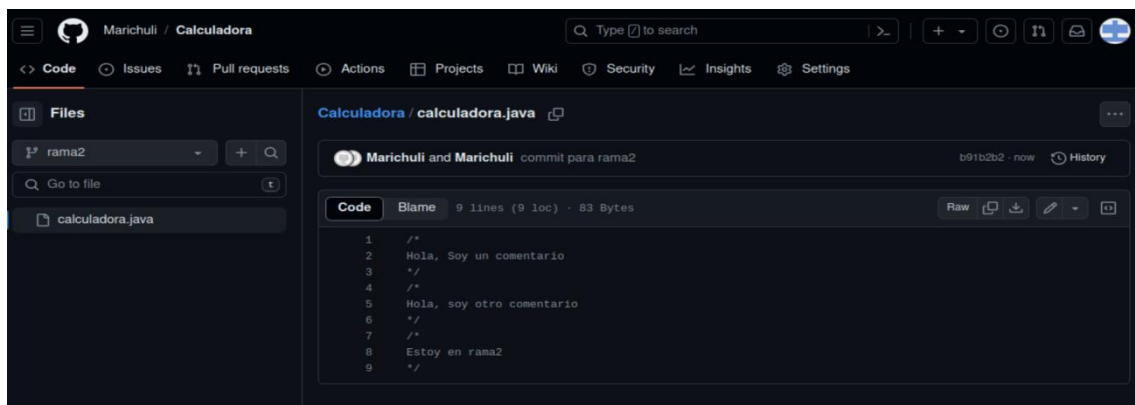 Marichuli / Calculadora
Type / to search
Code Issues Pull requests Actions Projects Wiki Security Insights Settings
Files
rama2
Go to file t
calculadora.java
Calculadora / calculadora.java
Marichuli and Marichuli commit para rama2 b91b2b2 · now History
Code Blame 9 lines (9 loc) · 83 Bytes Raw
1 /*
2 Hola, Soy un comentario
3 */
4 /*
5 Hola, soy otro comentario
6 */
7 /*
8 Estoy en rama2
9 */